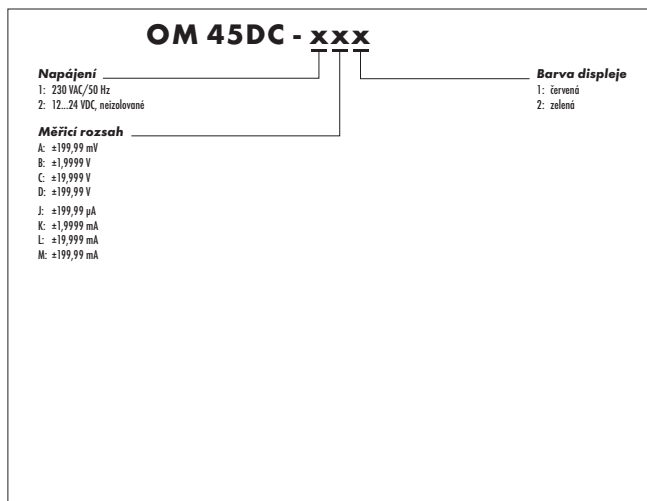 OM 45DC - xxx
Napájení
1: 230 VAC/50 Hz
2: 12...24 VDC, neizolované
Měřicí rozsah
A: ±199,99 mV
B: ±1,9999 V
C: ±19,999 V
D: ±199,99 V
J: ±199,99 µA
K: ±1,9999 mA
L: ±19,999 mA
M: ±199,99 mA
Barva displeje
1: červená
2: zelená